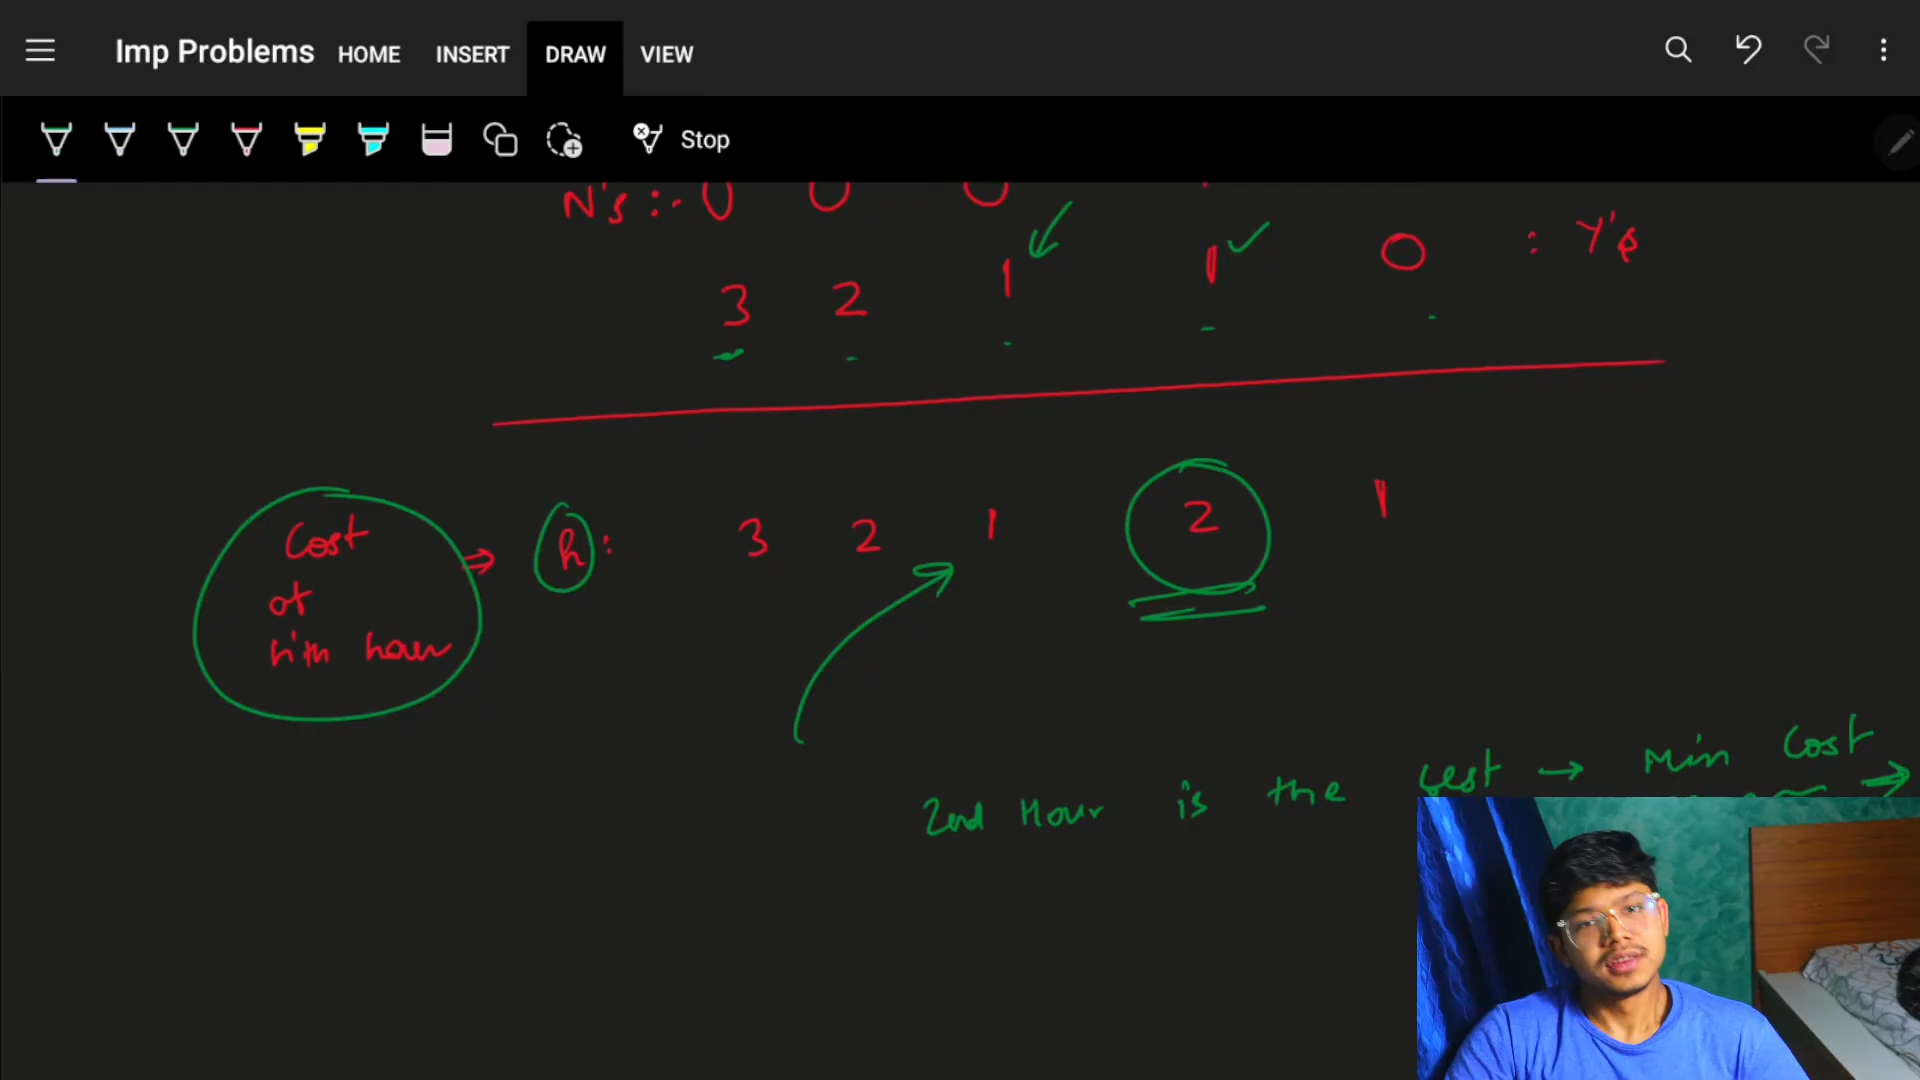 Imp Problems HOME INSERT DRAW VIEW
Stop
N's :- 0 0 0
3 2 1 1 0 : Y's
Cost
at
h'th hour
⇒ h : 3 2 1 2 1
2nd Hour is the best → Min Cost →